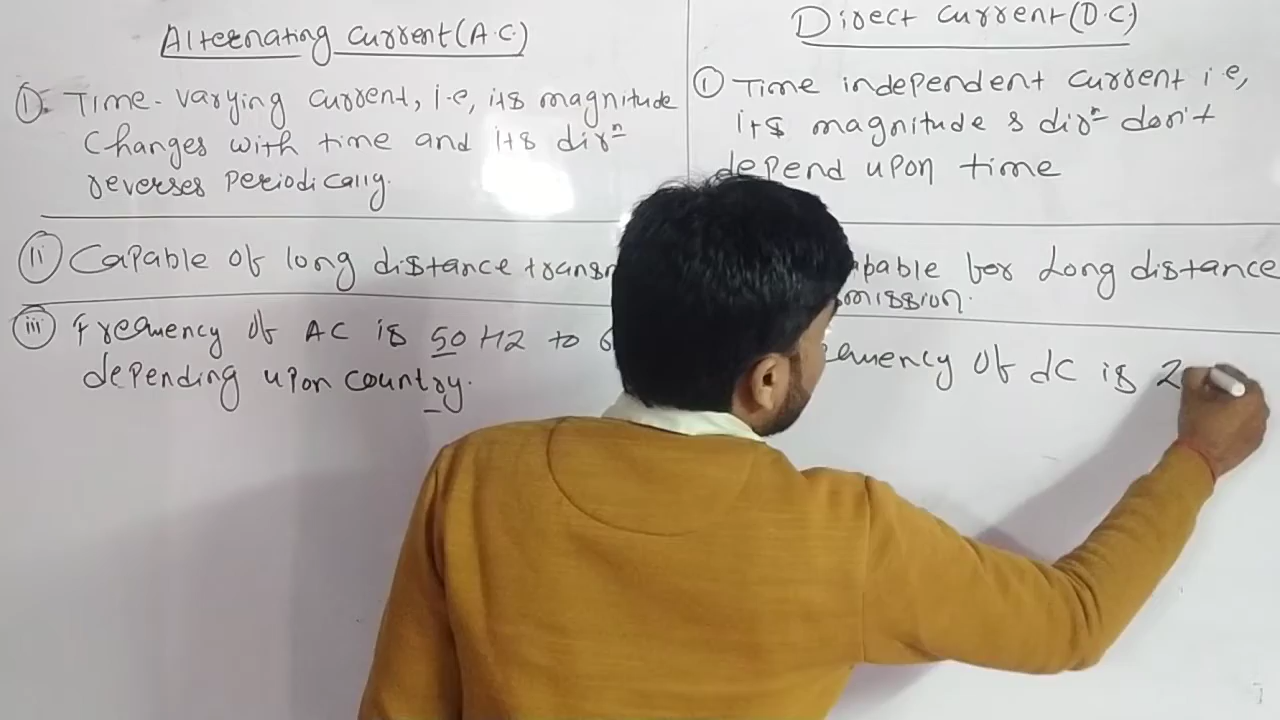 Alternating current (A.C)
① Time-varying current, i.e, its magnitude
changes with time and its dirⁿ
reverses periodically.
ii Capable of long distance
iii Frequency of AC is 50 Hz to
depending upon country.
Direct current (D.C)
① Time independent current i.e,
its magnitude & dirⁿ don't
depend upon time
for Long distance
of dC is